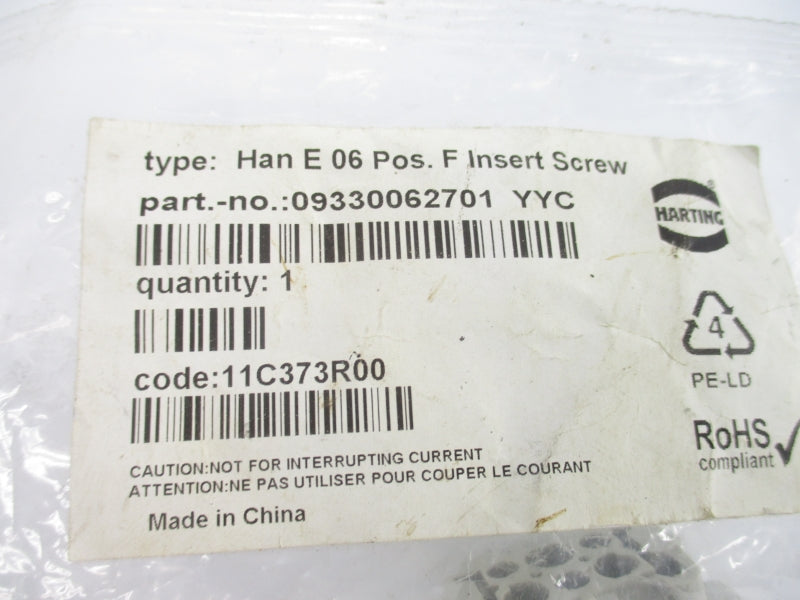 type: Han E 06 Pos. F Insert Screw
part.-no.:09330062701 YYC
HARTING®
quantity: 1
4
PE-LD
code:11C373R00
RoHS
compliant
CAUTION:NOT FOR INTERRUPTING CURRENT
ATTENTION:NE PAS UTILISER POUR COUPER LE COURANT
Made in China